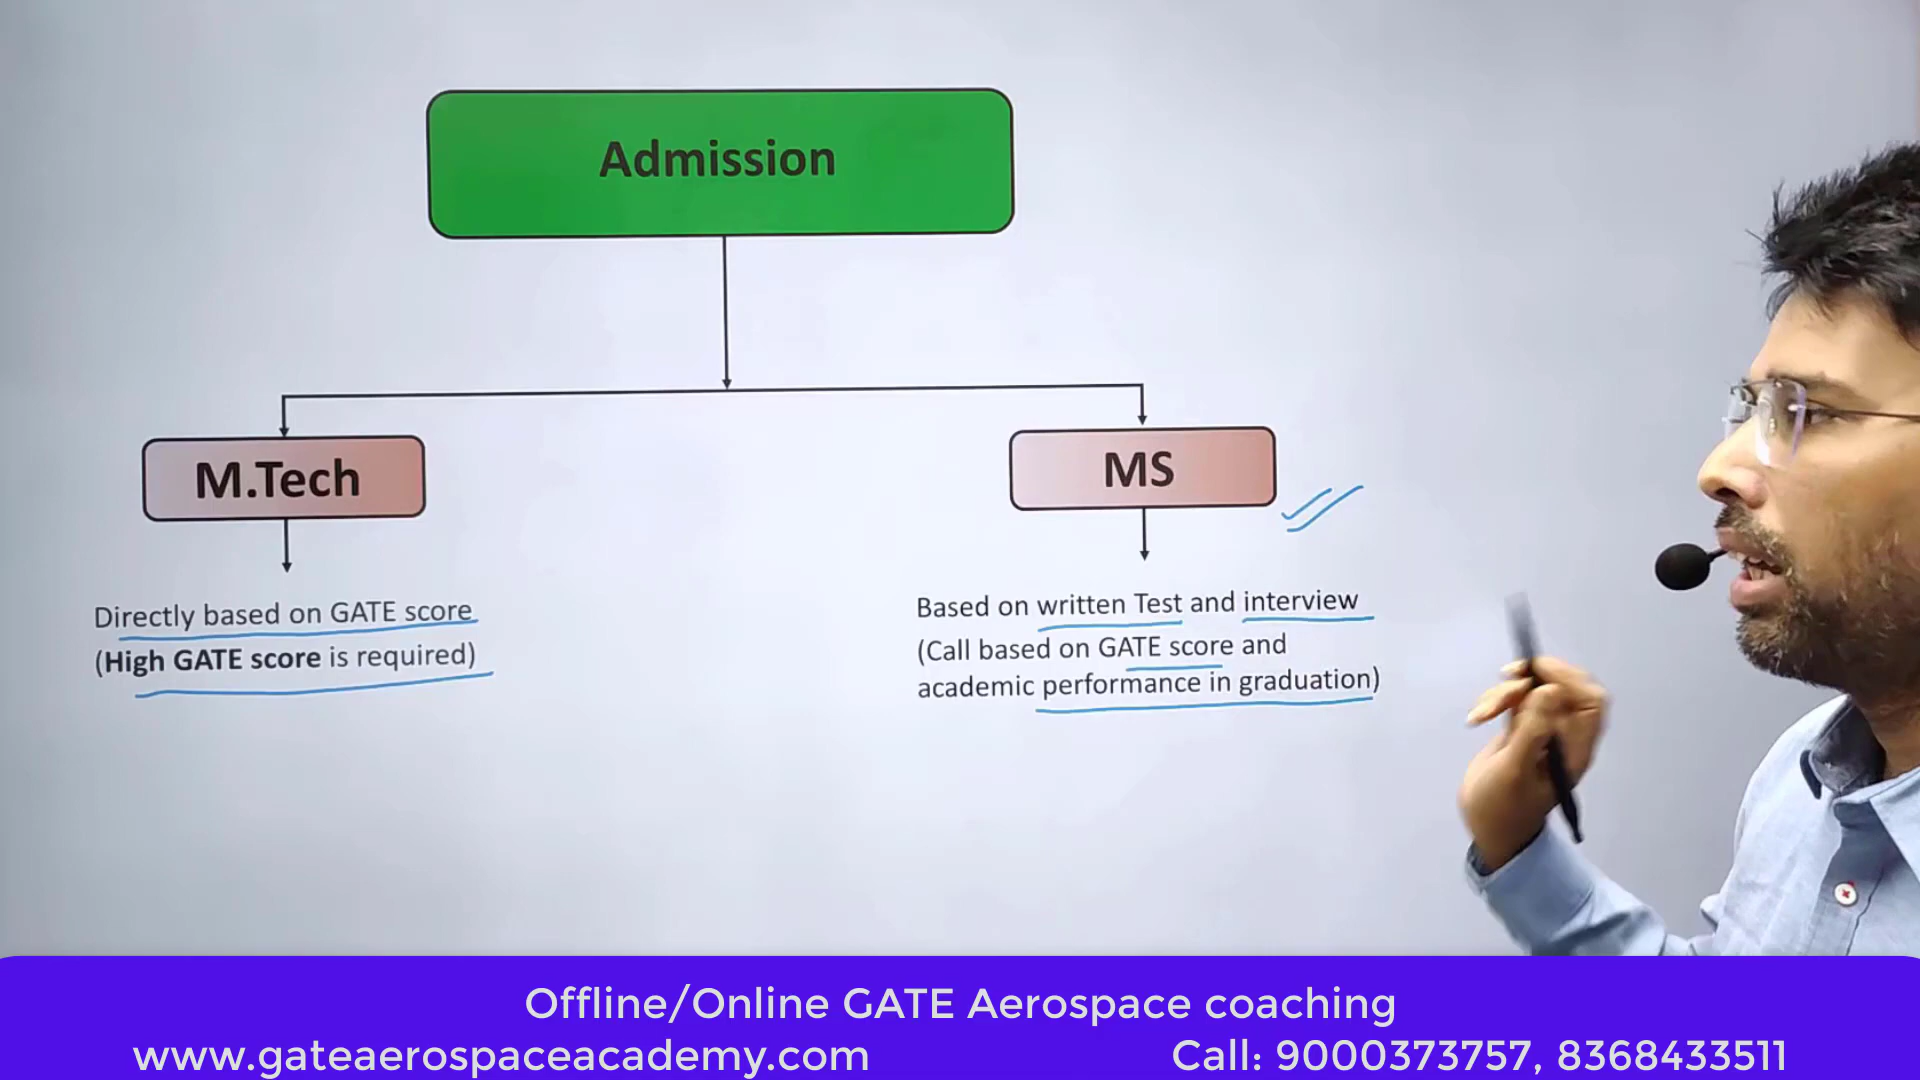 Admission
M.Tech
MS
Directly based on GATE score
(High GATE score is required)
Based on written Test and interview
(Call based on GATE score and
academic performance in graduation)
Offline/Online GATE Aerospace coaching
www.gateaerospaceacademy.com
Call: 9000373757, 8368433511